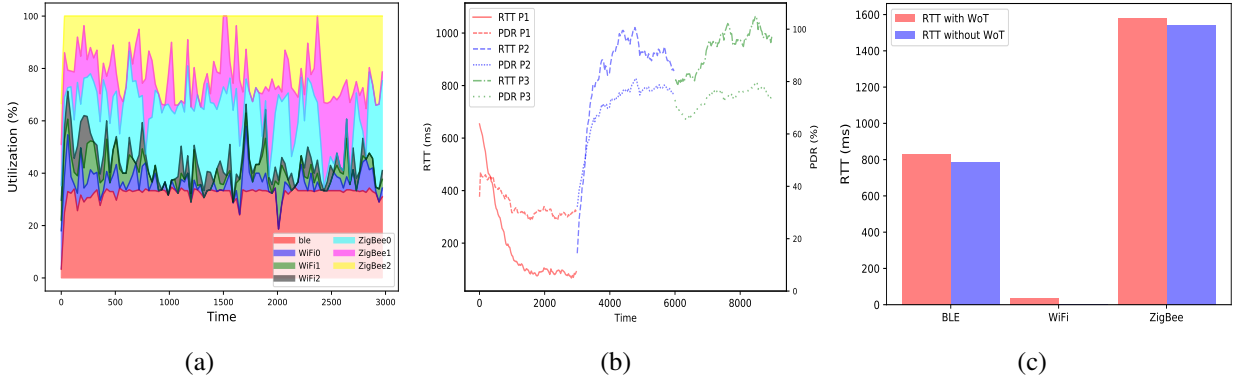 100
80
60
40
20
0
Utilization (%)
ble
WiFi0
WiFi1
WiFi2
ZigBee0
ZigBee1
ZigBee2
0 500 1000 1500 2000 2500 3000
Time
(a)
RTT P1
PDR P1
RTT P2
PDR P2
RTT P3
PDR P3
1000
800
600
400
200
RTT (ms)
100
80
60
40
20
0
PDR (%)
0 2000 4000 6000 8000
Time
(b)
RTT with WoT
RTT without WoT
1600
1400
1200
1000
800
600
400
200
0
RTT (ms)
BLE WiFi ZigBee
(c)